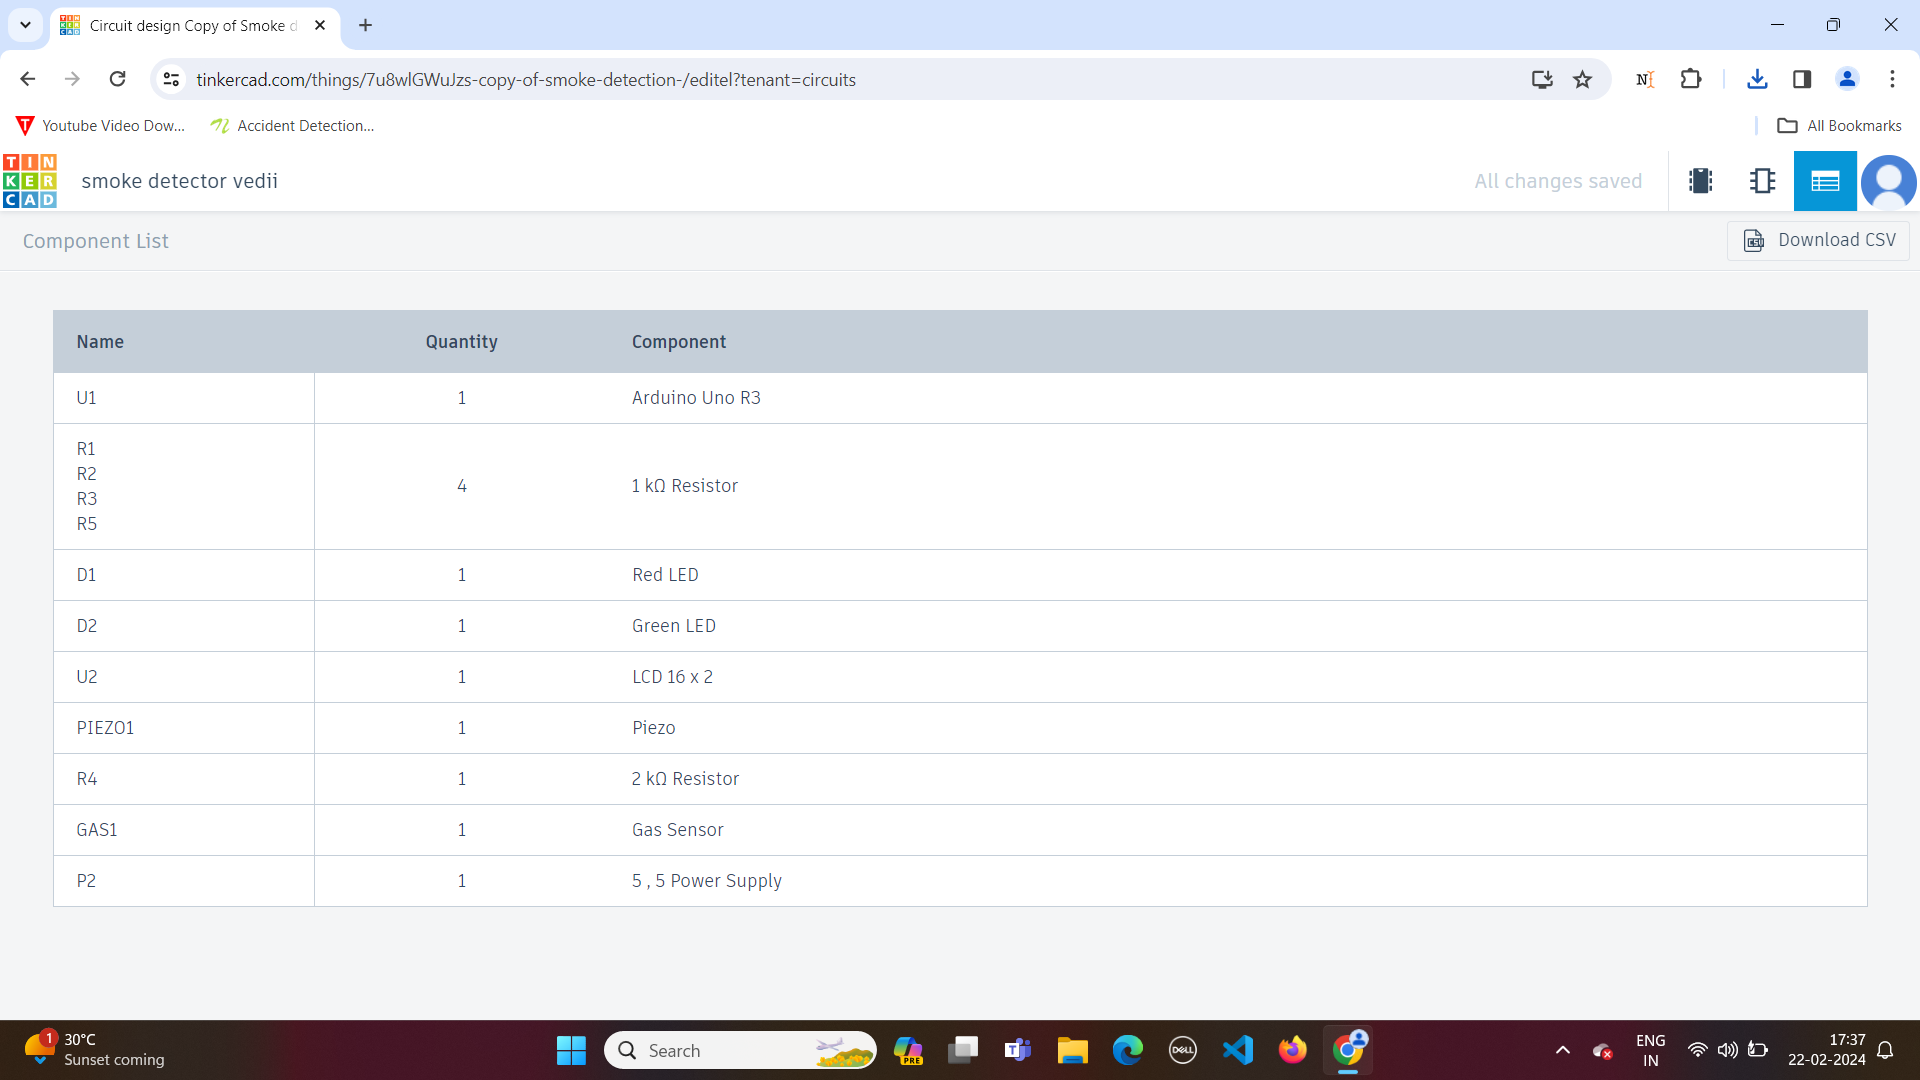 Circuit design Copy of Smoke d
tinkercad.com/things/7u8wlGWuJzs-copy-of-smoke-detection-/editel?tenant=circuits
Youtube Video Dow...
Accident Detection...
All Bookmarks
TIN
KER
CAD
smoke detector vedii
All changes saved
Component List
Download CSV
Name Quantity Component
U1 1 Arduino Uno R3
R1
R2
R3
R5
4 1 kΩ Resistor
D1 1 Red LED
D2 1 Green LED
U2 1 LCD 16 x 2
PIEZO1 1 Piezo
R4 1 2 kΩ Resistor
GAS1 1 Gas Sensor
P2 1 5 , 5 Power Supply
1
30°C
Sunset coming
Search
PRE
DELL
ENG
IN
17:37
22-02-2024